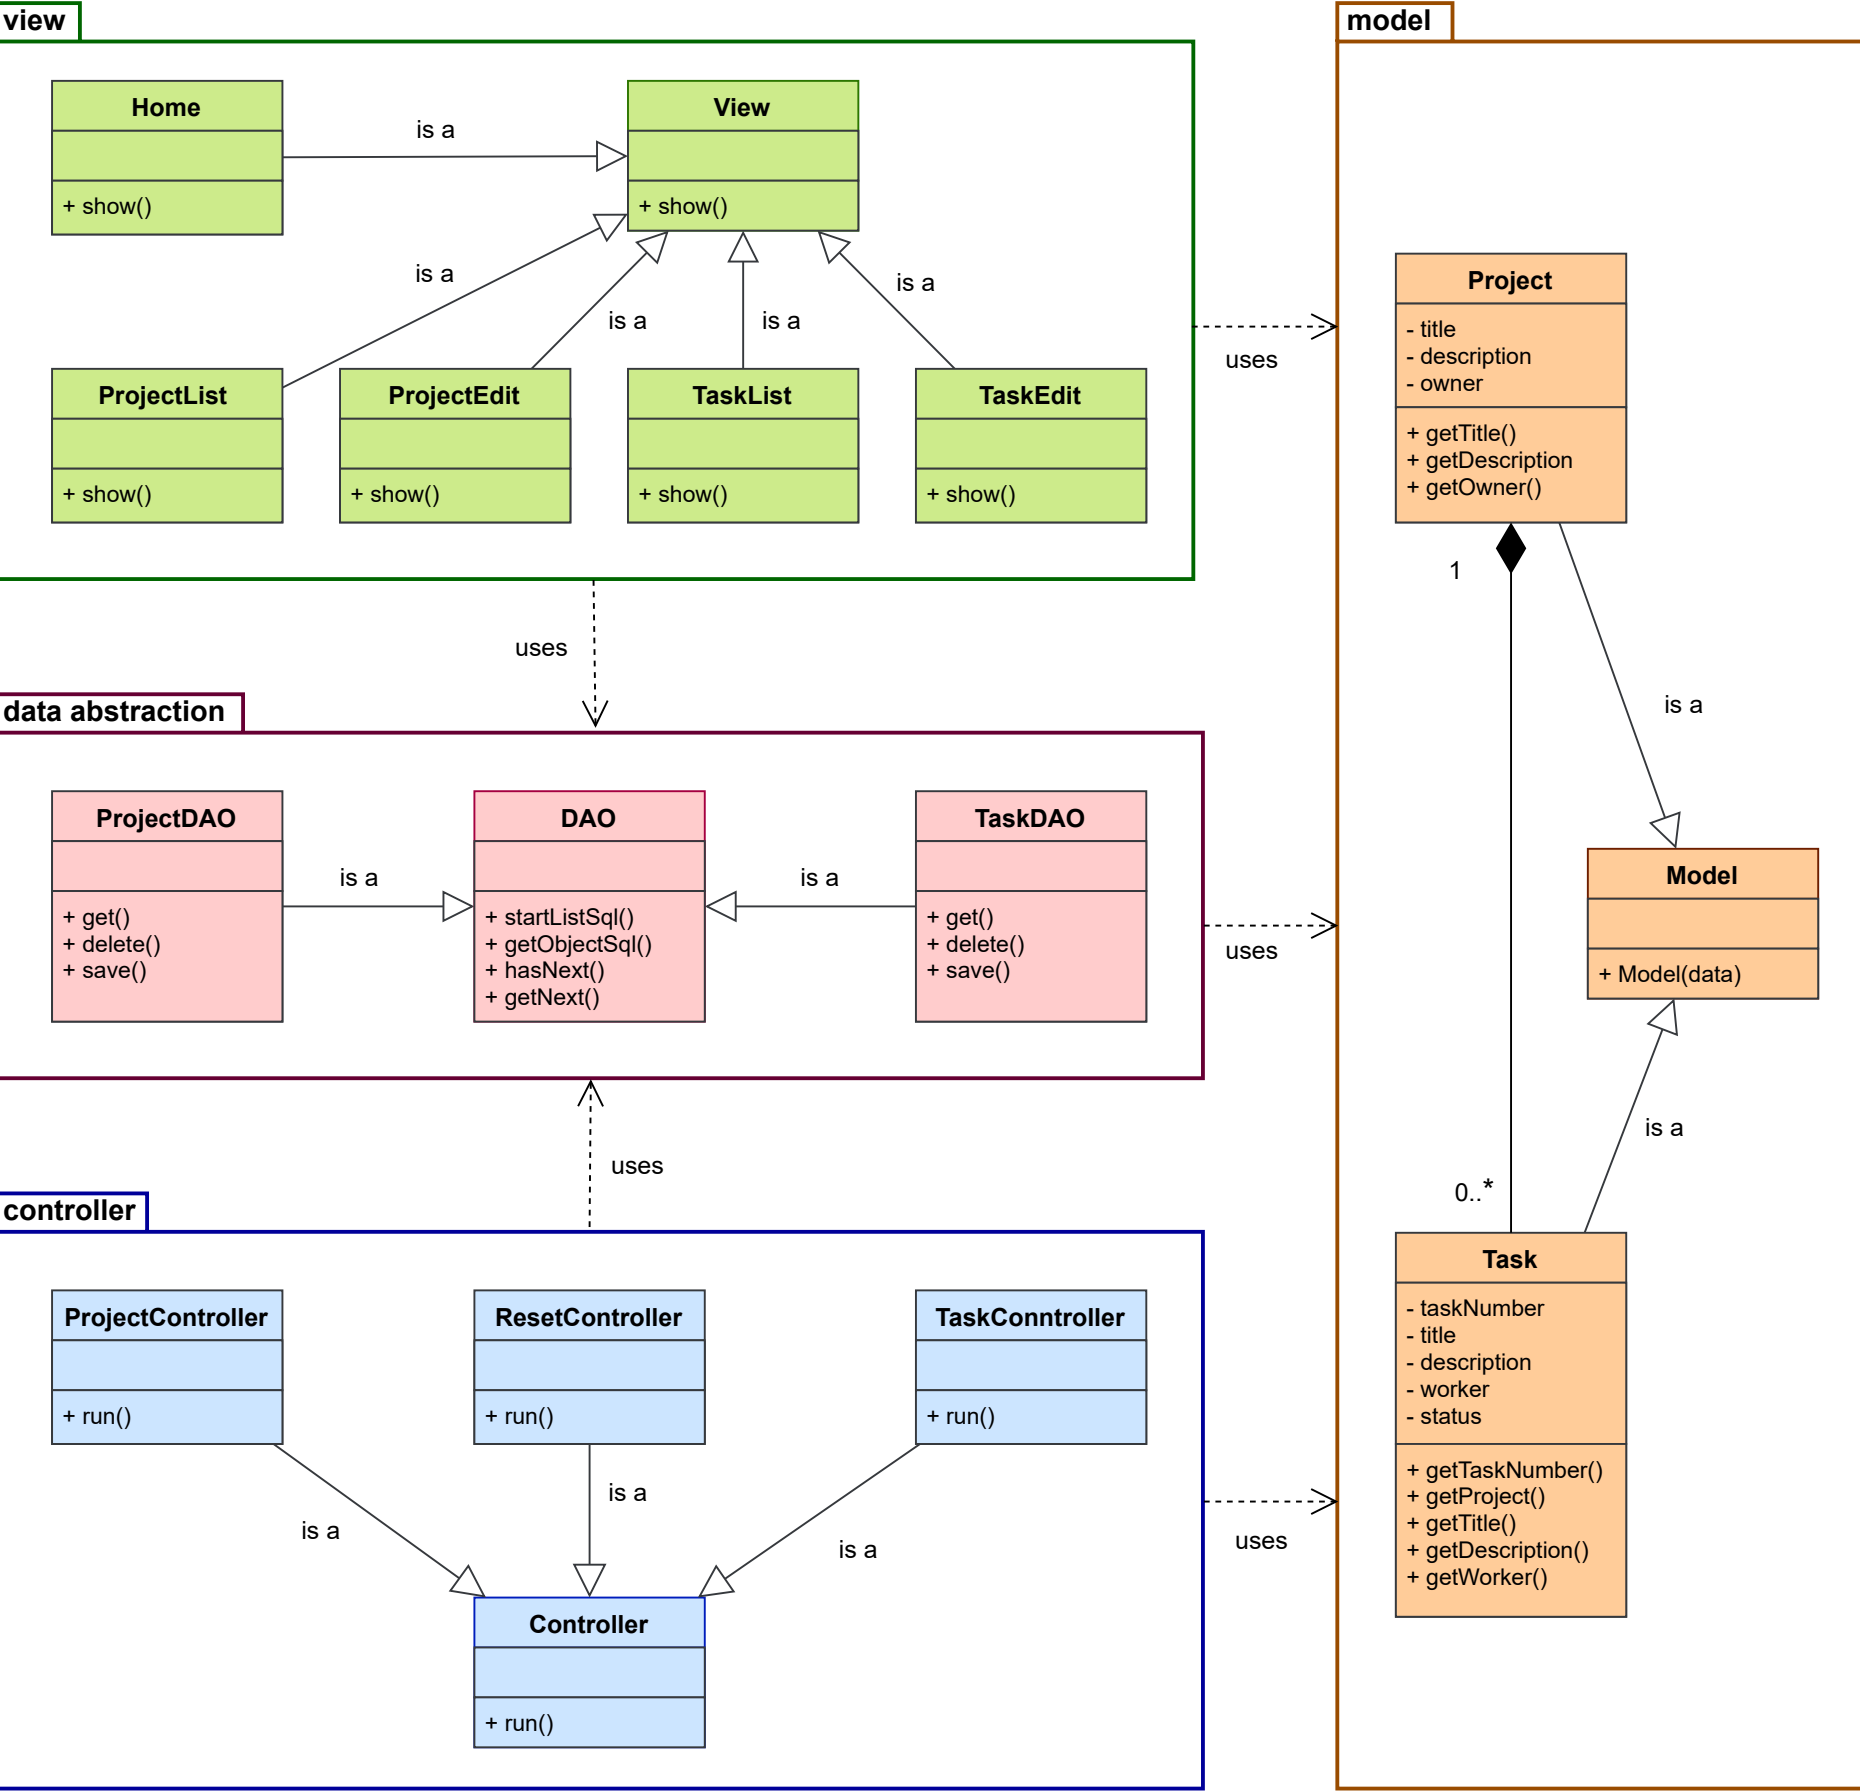 view
Home
+ show()
is a
View
+ show()
is a
is a
is a
is a
ProjectList
+ show()
ProjectEdit
+ show()
TaskList
+ show()
TaskEdit
+ show()
uses
uses
data abstraction
ProjectDAO
+ get()
+ delete()
+ save()
is a
DAO
+ startListSql()
+ getObjectSql()
+ hasNext()
+ getNext()
is a
TaskDAO
+ get()
+ delete()
+ save()
uses
uses
controller
ProjectController
+ run()
ResetController
+ run()
TaskConntroller
+ run()
is a
is a
is a
Controller
+ run()
uses
model
Project
- title
- description
- owner
+ getTitle()
+ getDescription
+ getOwner()
1
is a
Model
+ Model(data)
is a
0..*
Task
- taskNumber
- title
- description
- worker
- status
+ getTaskNumber()
+ getProject()
+ getTitle()
+ getDescription()
+ getWorker()